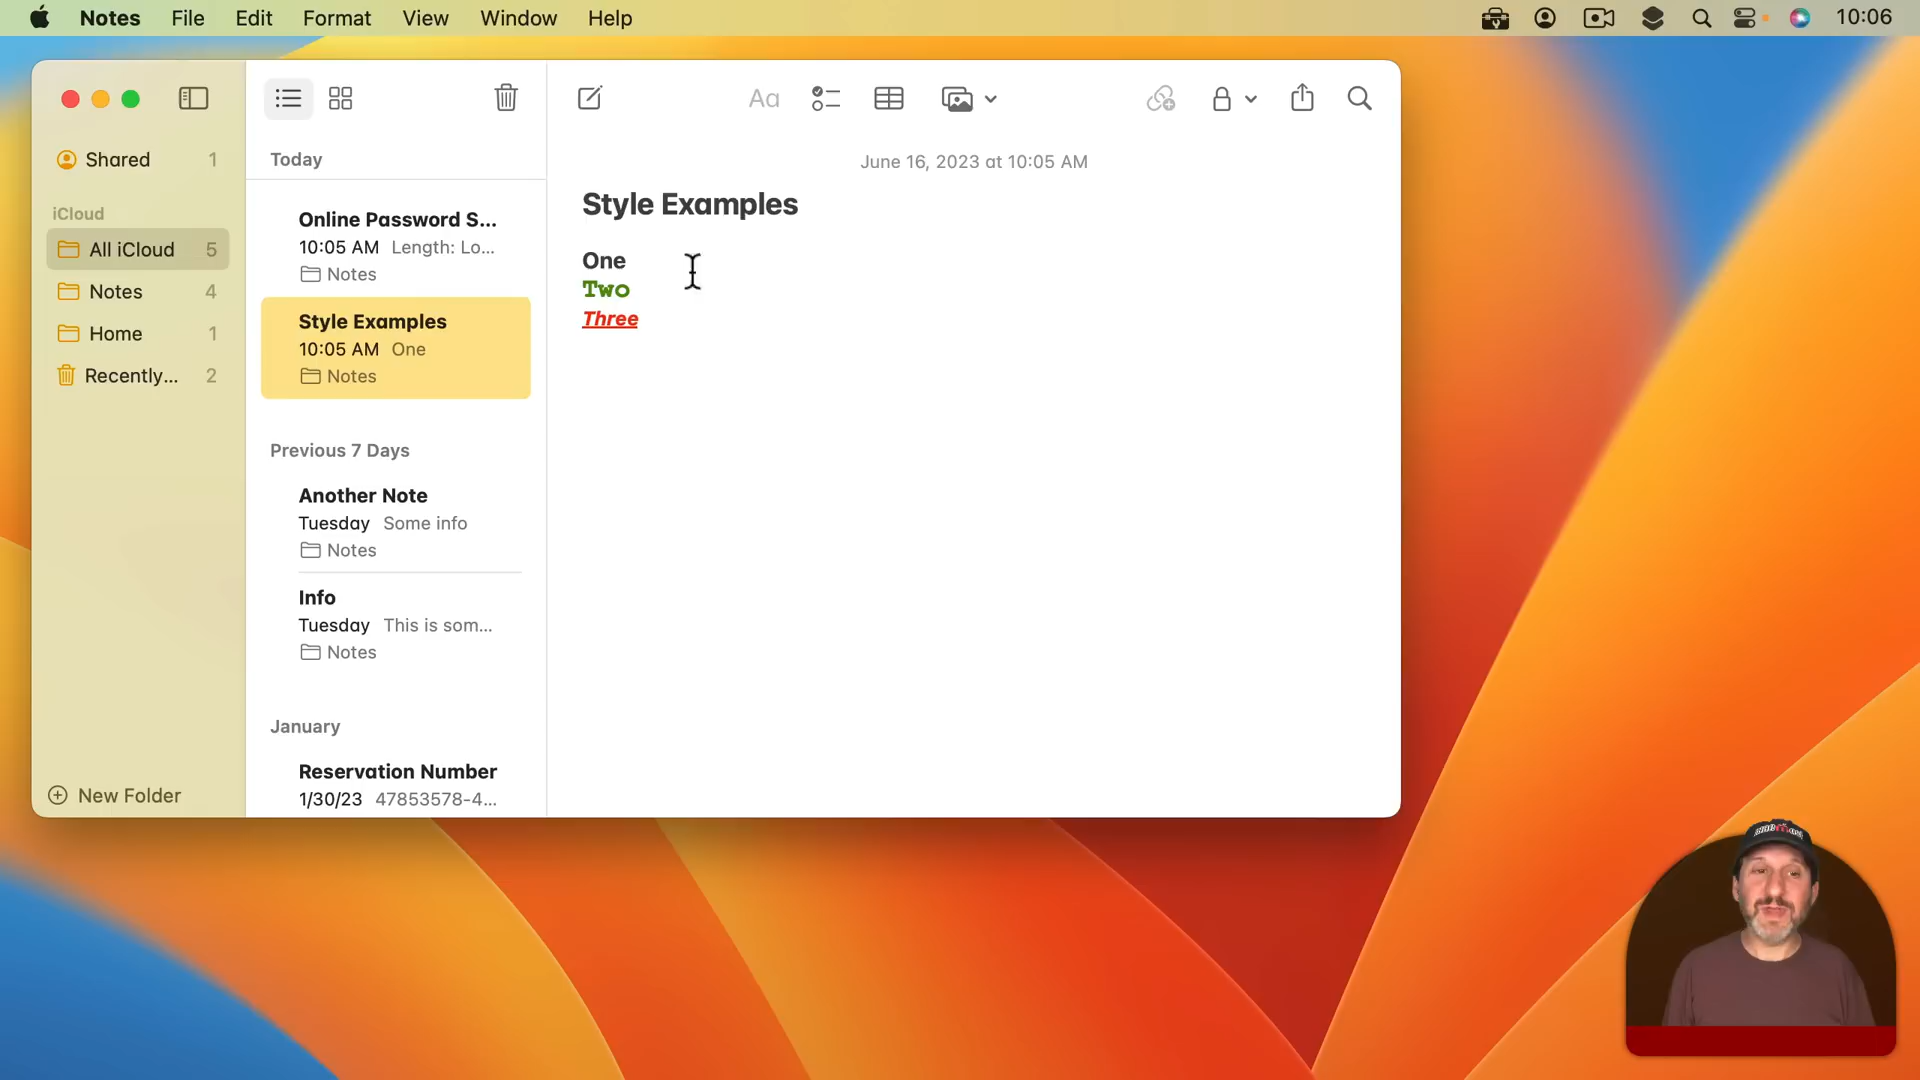 Notes File Edit Format View Window Help 10:06
Shared 1
iCloud
All iCloud 5
Notes 4
Home 1
Recently... 2
New Folder
Today
Online Password S...
10:05 AM Length: Lo...
Notes
Style Examples
10:05 AM One
Notes
Previous 7 Days
Another Note
Tuesday Some info
Notes
Info
Tuesday This is som...
Notes
January
Reservation Number
1/30/23 47853578-4...
Aa
June 16, 2023 at 10:05 AM
Style Examples
One
Two
Three